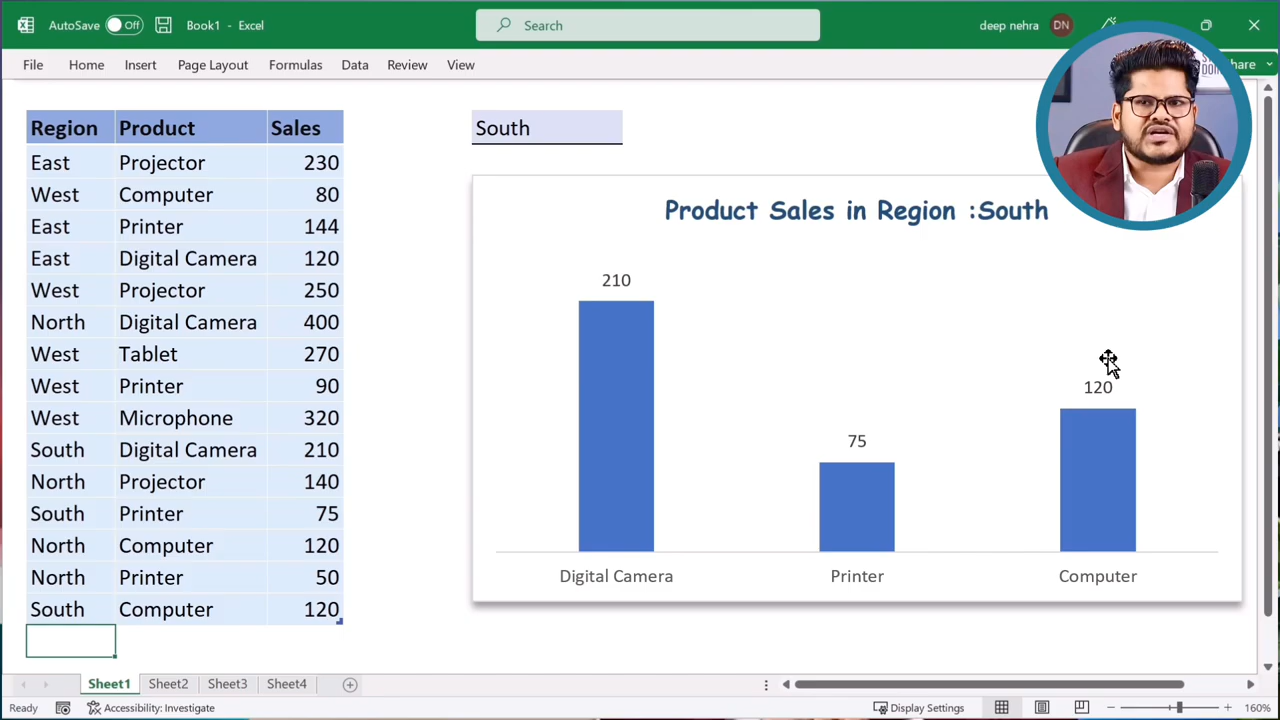 AutoSave Off Book1 - Excel Search deep nehra DN
File Home Insert Page Layout Formulas Data Review View
Region Product Sales
East Projector 230
West Computer 80
East Printer 144
East Digital Camera 120
West Projector 250
North Digital Camera 400
West Tablet 270
West Printer 90
West Microphone 320
South Digital Camera 210
North Projector 140
South Printer 75
North Computer 120
North Printer 50
South Computer 120
South
Product Sales in Region :South
210
120
75
Digital Camera Printer Computer
Sheet1 Sheet2 Sheet3 Sheet4
Ready Accessibility: Investigate Display Settings 160%